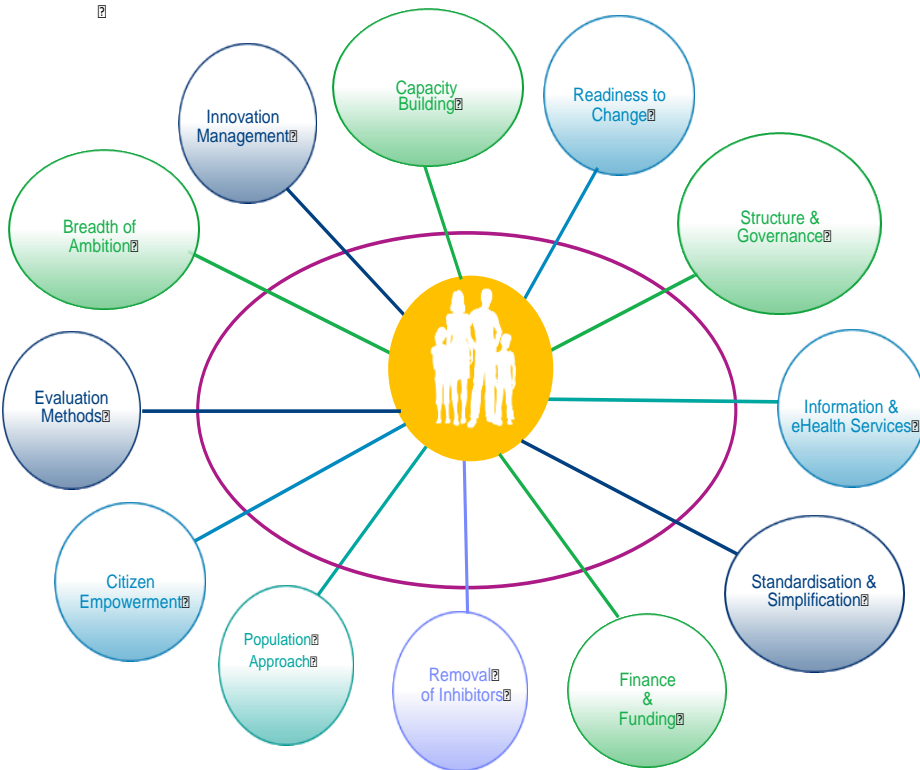 Capacity
Building
Readiness to
Change
Innovation
Management
Structure &
Governance
Breadth of
Ambition
Information &
eHealth Services
Evaluation
Methods
Standardisation &
Simplification
Citizen
Empowerment
Population
Approach
Removal
of Inhibitors
Finance
&
Funding